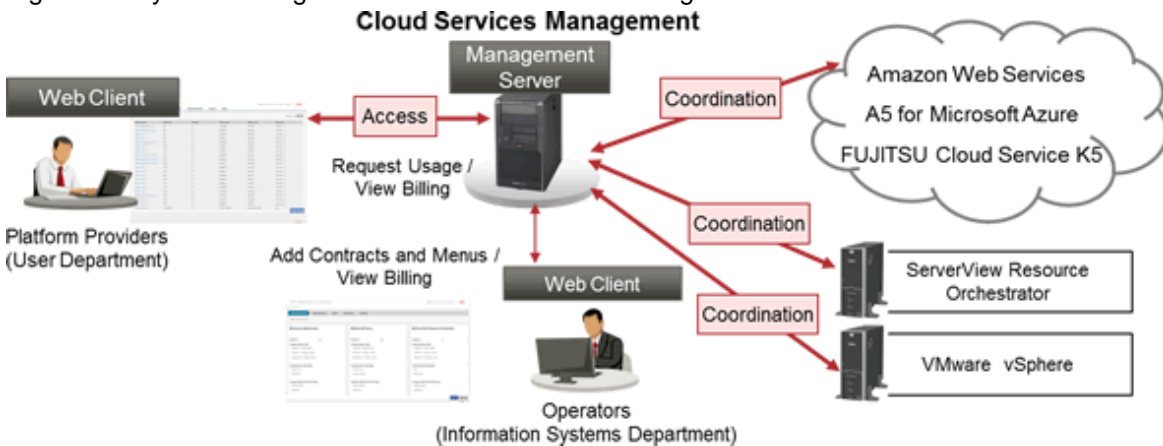 Cloud Services Management
Management
Server
Web Client
Access
Request Usage /
View Billing
Platform Providers
(User Department)
Add Contracts and Menus /
View Billing
Web Client
Operators
(Information Systems Department)
Coordination
Amazon Web Services
A5 for Microsoft Azure
FUJITSU Cloud Service K5
Coordination
ServerView Resource
Orchestrator
Coordination
VMware vSphere